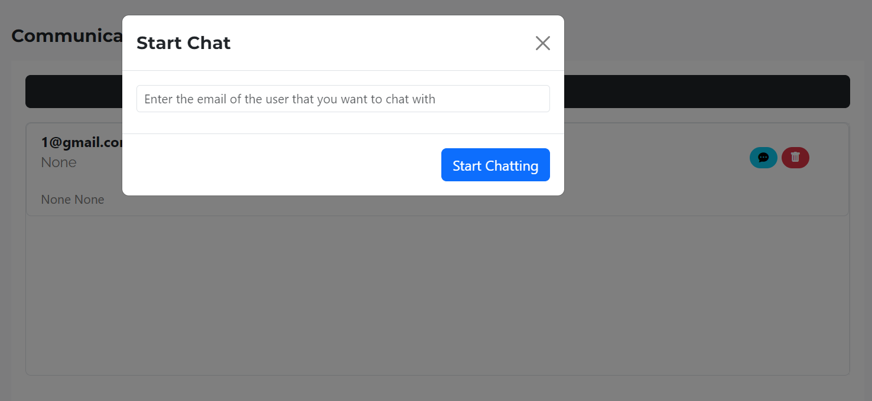 Communica
Start Chat
Enter the email of the user that you want to chat with
1@gmail.co
None
Start Chatting
None None